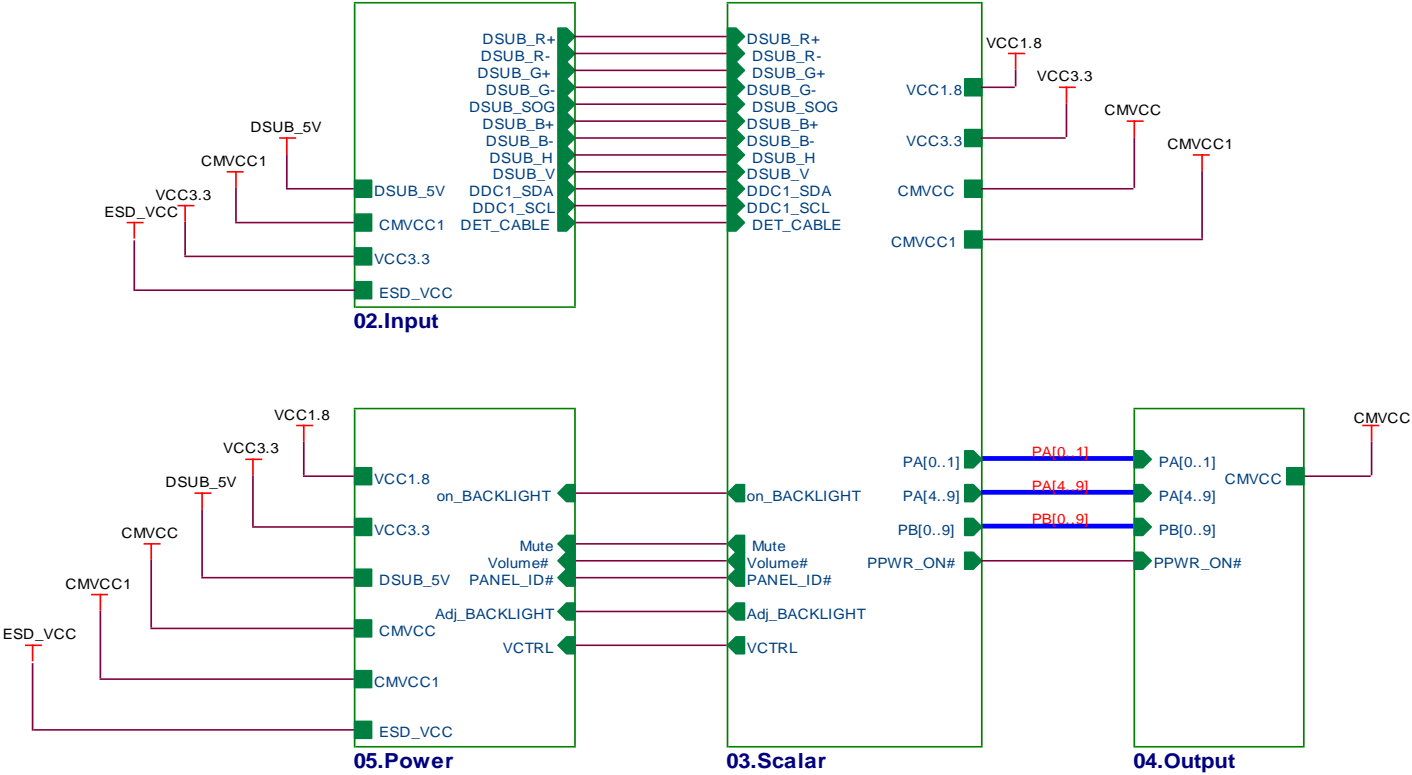 DSUB_5V
CMVCC1
VCC3.3
ESD_VCC
DSUB_5V
CMVCC1
VCC3.3
ESD_VCC
DSUB_R+
DSUB_R-
DSUB_G+
DSUB_G-
DSUB_SOG
DSUB_B+
DSUB_B-
DSUB_H
DSUB_V
DDC1_SDA
DDC1_SCL
DET_CABLE
02.Input
DSUB_R+
DSUB_R-
DSUB_G+
DSUB_G-
DSUB_SOG
DSUB_B+
DSUB_B-
DSUB_H
DSUB_V
DDC1_SDA
DDC1_SCL
DET_CABLE
VCC1.8
VCC3.3
CMVCC
CMVCC1
VCC1.8
VCC3.3
CMVCC
CMVCC1
VCC1.8
VCC3.3
DSUB_5V
CMVCC
CMVCC1
ESD_VCC
VCC1.8
VCC3.3
DSUB_5V
CMVCC
CMVCC1
ESD_VCC
on_BACKLIGHT
Mute
Volume#
PANEL_ID#
Adj_BACKLIGHT
VCTRL
05.Power
on_BACKLIGHT
Mute
Volume#
PANEL_ID#
Adj_BACKLIGHT
VCTRL
PA[0..1]
PA[4..9]
PB[0..9]
PPWR_ON#
03.Scalar
PA[0..1]
PA[4..9]
PB[0..9]
PA[0..1]
PA[4..9]
PB[0..9]
PPWR_ON#
CMVCC
CMVCC
04.Output